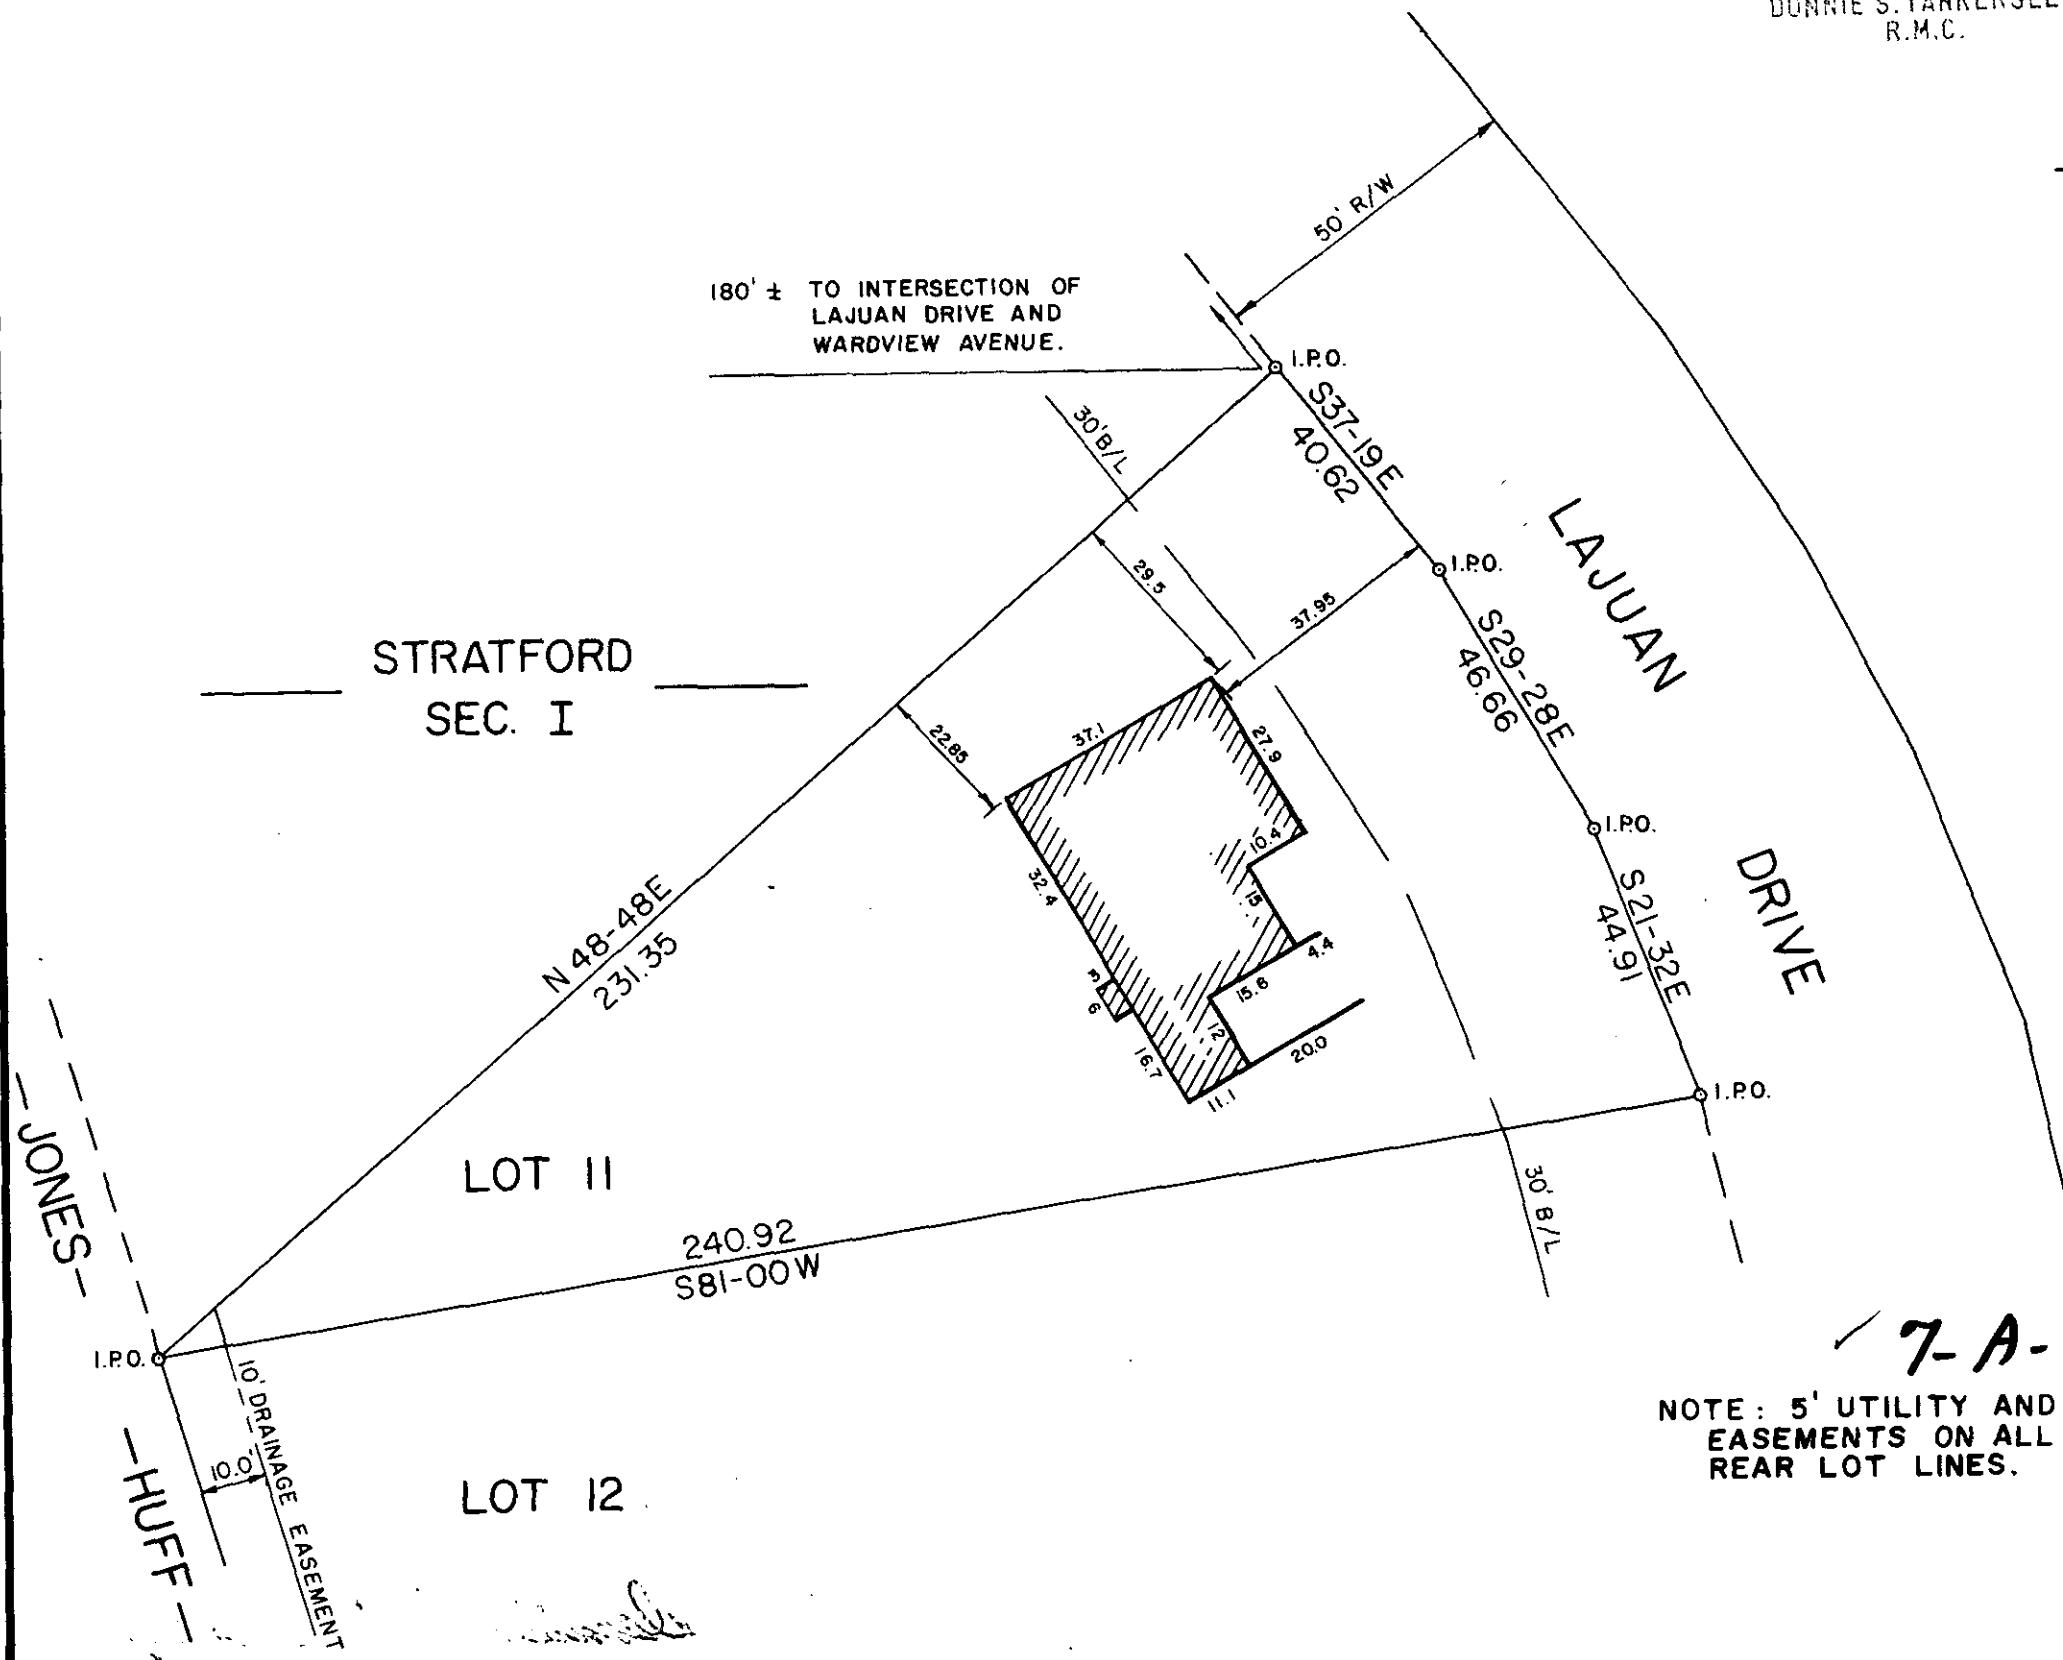 R.M.C.
50' R/W
180' ± TO INTERSECTION OF
LAJUAN DRIVE AND
WARDVIEW AVENUE.
I.P.O.
S37-19E
40.62
30' B/L
I.P.O.
29.5
37.95
LAJUAN
DRIVE
STRATFORD
SEC. I
S29-28E
46.66
22.85
37.1
27.9
I.P.O.
10.4
15
32.4
S21-32E
44.91
N48-48E
231.35
4.4
15.8
3
6
12
16.7
20.0
11.1
I.P.O.
-JONES-
LOT 11
30' B/L
240.92
S81-00W
I.P.O.
10' DRAINAGE EASEMENT
10.0
-HUFF-
LOT 12
7-A-
NOTE: 5' UTILITY AND
EASEMENTS ON ALL
REAR LOT LINES.